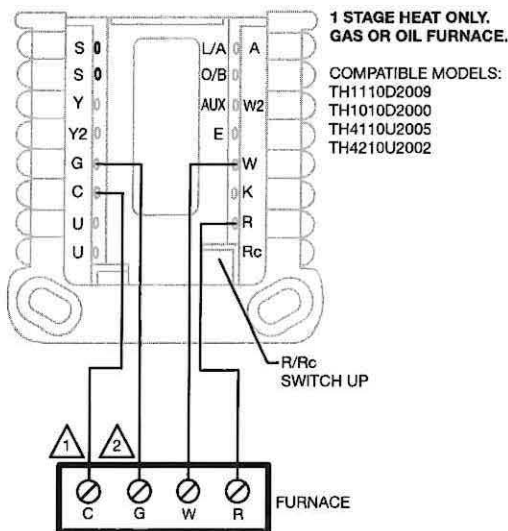 1 STAGE HEAT ONLY.
GAS OR OIL FURNACE.
COMPATIBLE MODELS:
TH1110D2009
TH1010D2000
TH4110U2005
TH4210U2002
S
S
Y
Y2
G
C
U
U
L/A A
O/B
AUX W2
E
W
K
R
Rc
R/Rc
SWITCH UP
1 2
C G W R
FURNACE